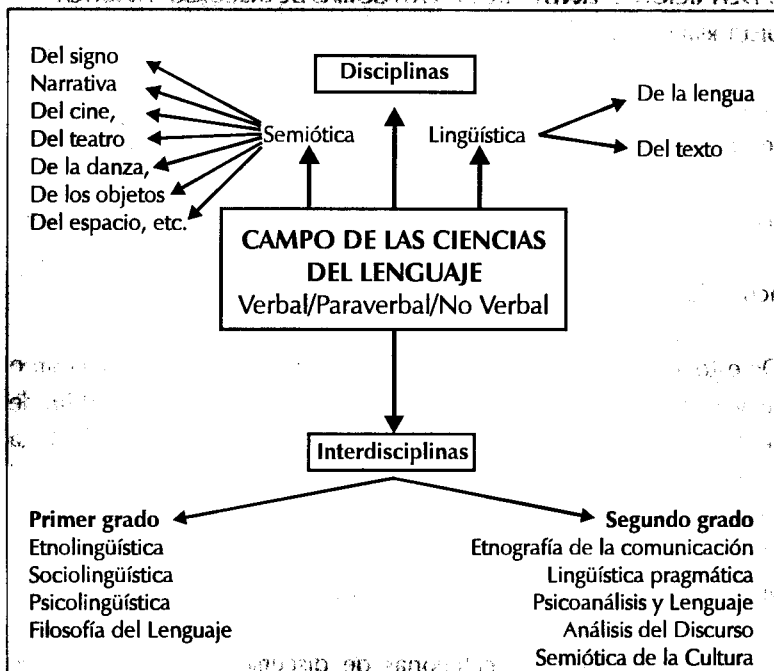 Del signo
Narrativa
Del cine,
Del teatro
De la danza,
De los objetos
Del espacio, etc.
Semiótica
Disciplinas
Lingüística
De la lengua
Del texto
CAMPO DE LAS CIENCIAS
DEL LENGUAJE
Verbal/Paraverbal/No Verbal
Interdisciplinas
Primer grado
Etnolingüística
Sociolingüística
Psicolingüística
Filosofía del Lenguaje
Segundo grado
Etnografía de la comunicación
Lingüística pragmática
Psicoanálisis y Lenguaje
Análisis del Discurso
Semiótica de la Cultura